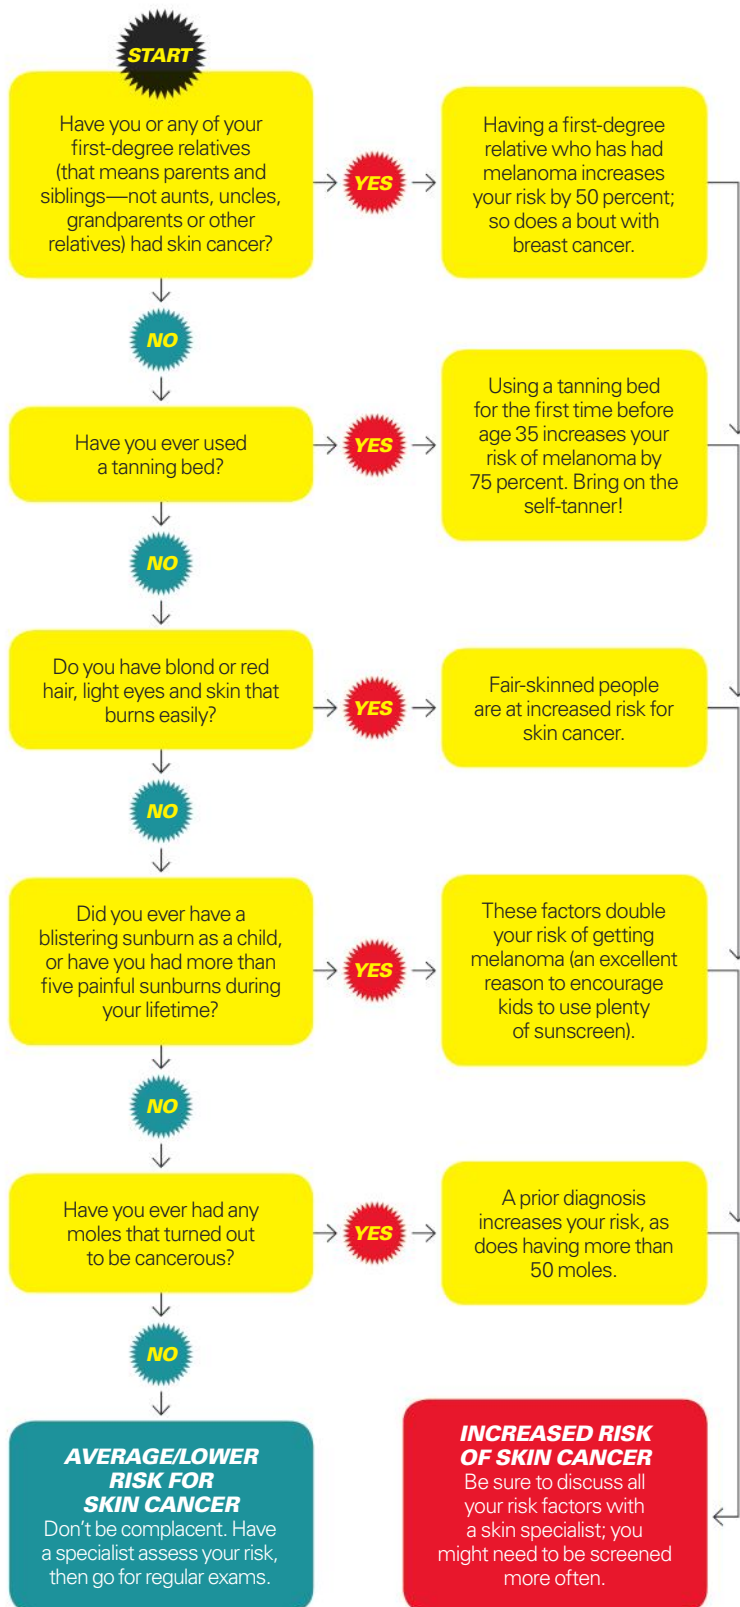 START
Have you or any of your
first-degree relatives
(that means parents and
siblings—not aunts, uncles,
grandparents or other
relatives) had skin cancer?
YES
Having a first-degree
relative who has had
melanoma increases
your risk by 50 percent;
so does a bout with
breast cancer.
NO
Have you ever used
a tanning bed?
YES
Using a tanning bed
for the first time before
age 35 increases your
risk of melanoma by
75 percent. Bring on the
self-tanner!
NO
Do you have blond or red
hair, light eyes and skin that
burns easily?
YES
Fair-skinned people
are at increased risk for
skin cancer.
NO
Did you ever have a
blistering sunburn as a child,
or have you had more than
five painful sunburns during
your lifetime?
YES
These factors double
your risk of getting
melanoma (an excellent
reason to encourage
kids to use plenty
of sunscreen).
NO
Have you ever had any
moles that turned out
to be cancerous?
YES
A prior diagnosis
increases your risk, as
does having more than
50 moles.
NO
AVERAGE/LOWER
RISK FOR
SKIN CANCER
Don't be complacent. Have
a specialist assess your risk,
then go for regular exams.
INCREASED RISK
OF SKIN CANCER
Be sure to discuss all
your risk factors with
a skin specialist; you
might need to be screened
more often.